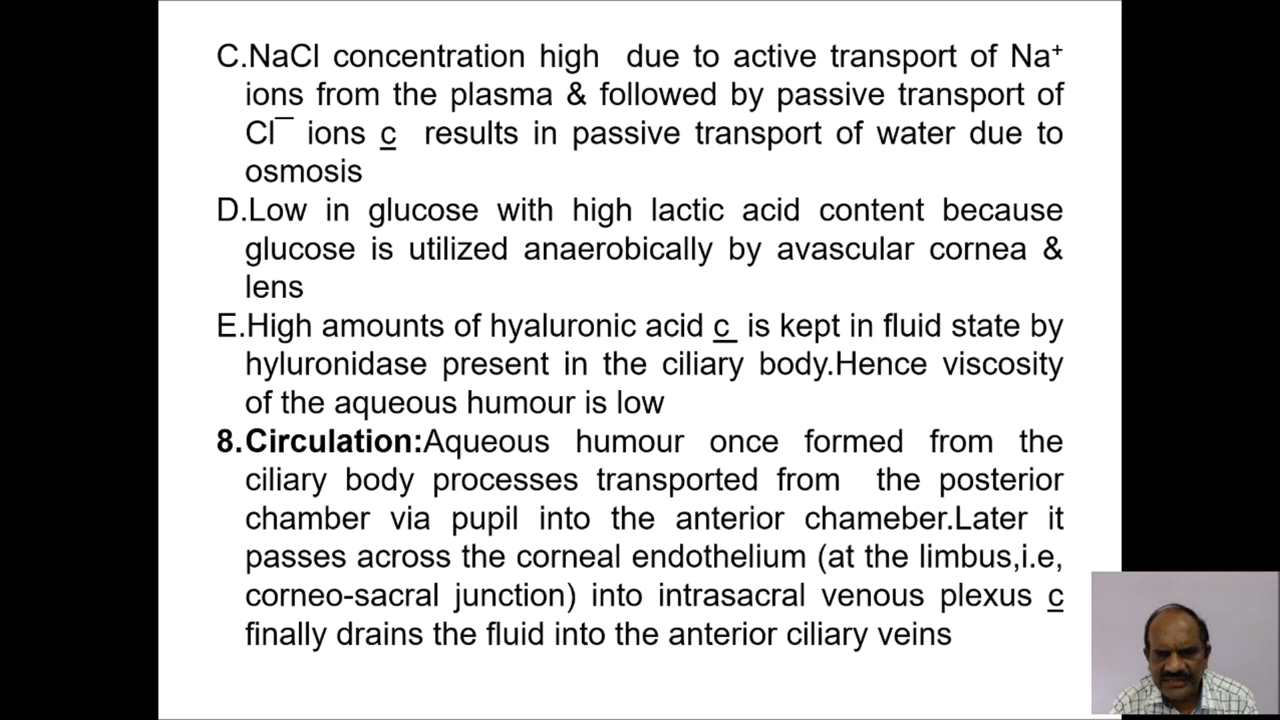 C.NaCl concentration high due to active transport of Na⁺
ions from the plasma & followed by passive transport of
Cl¯ ions c results in passive transport of water due to
osmosis
D.Low in glucose with high lactic acid content because
glucose is utilized anaerobically by avascular cornea &
lens
E.High amounts of hyaluronic acid c is kept in fluid state by
hyluronidase present in the ciliary body.Hence viscosity
of the aqueous humour is low
8.Circulation:Aqueous humour once formed from the
ciliary body processes transported from the posterior
chamber via pupil into the anterior chameber.Later it
passes across the corneal endothelium (at the limbus,i.e,
corneo-sacral junction) into intrasacral venous plexus c
finally drains the fluid into the anterior ciliary veins